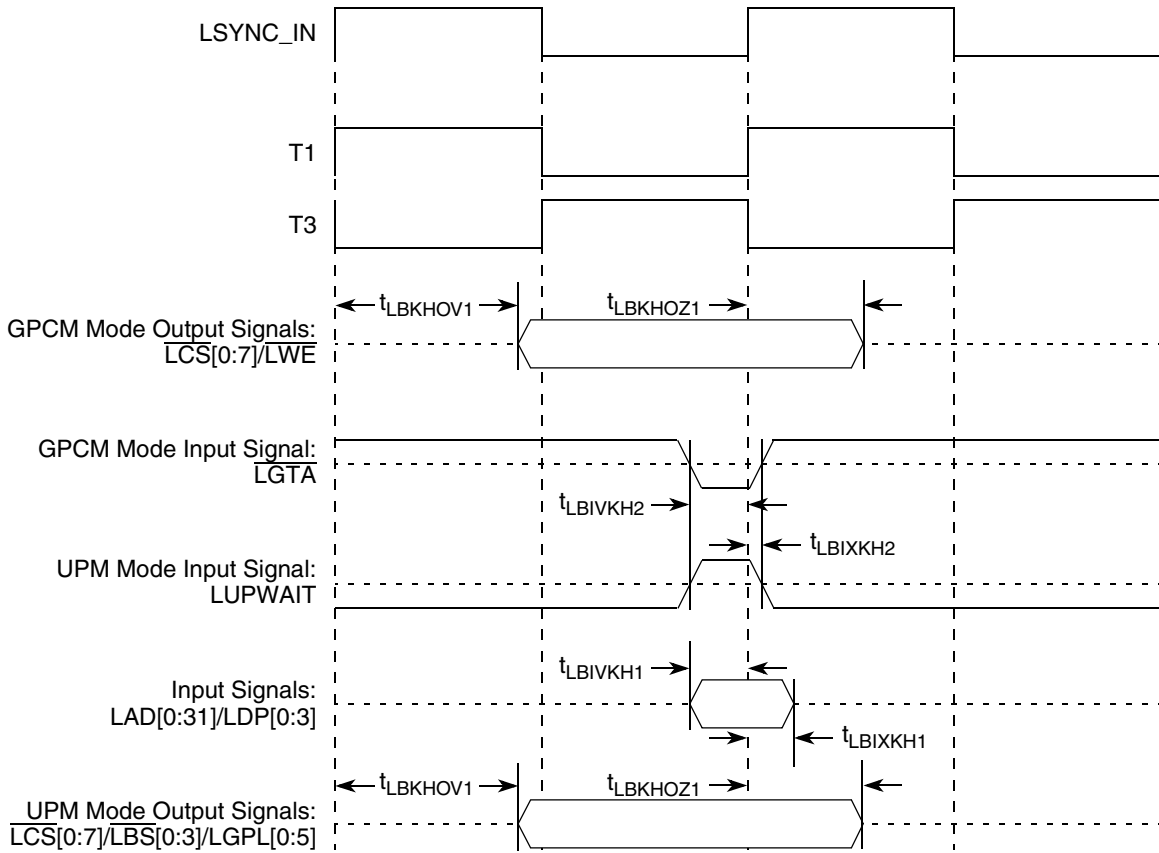 LSYNC_IN
T1
T3
tLBKHOV1
tLBKHOZ1
GPCM Mode Output Signals:
LCS[0:7]/LWE
GPCM Mode Input Signal:
LGTA
tLBIVKH2
tLBIXKH2
UPM Mode Input Signal:
LUPWAIT
tLBIVKH1
Input Signals:
LAD[0:31]/LDP[0:3]
tLBIXKH1
tLBKHOV1
tLBKHOZ1
UPM Mode Output Signals:
LCS[0:7]/LBS[0:3]/LGPL[0:5]